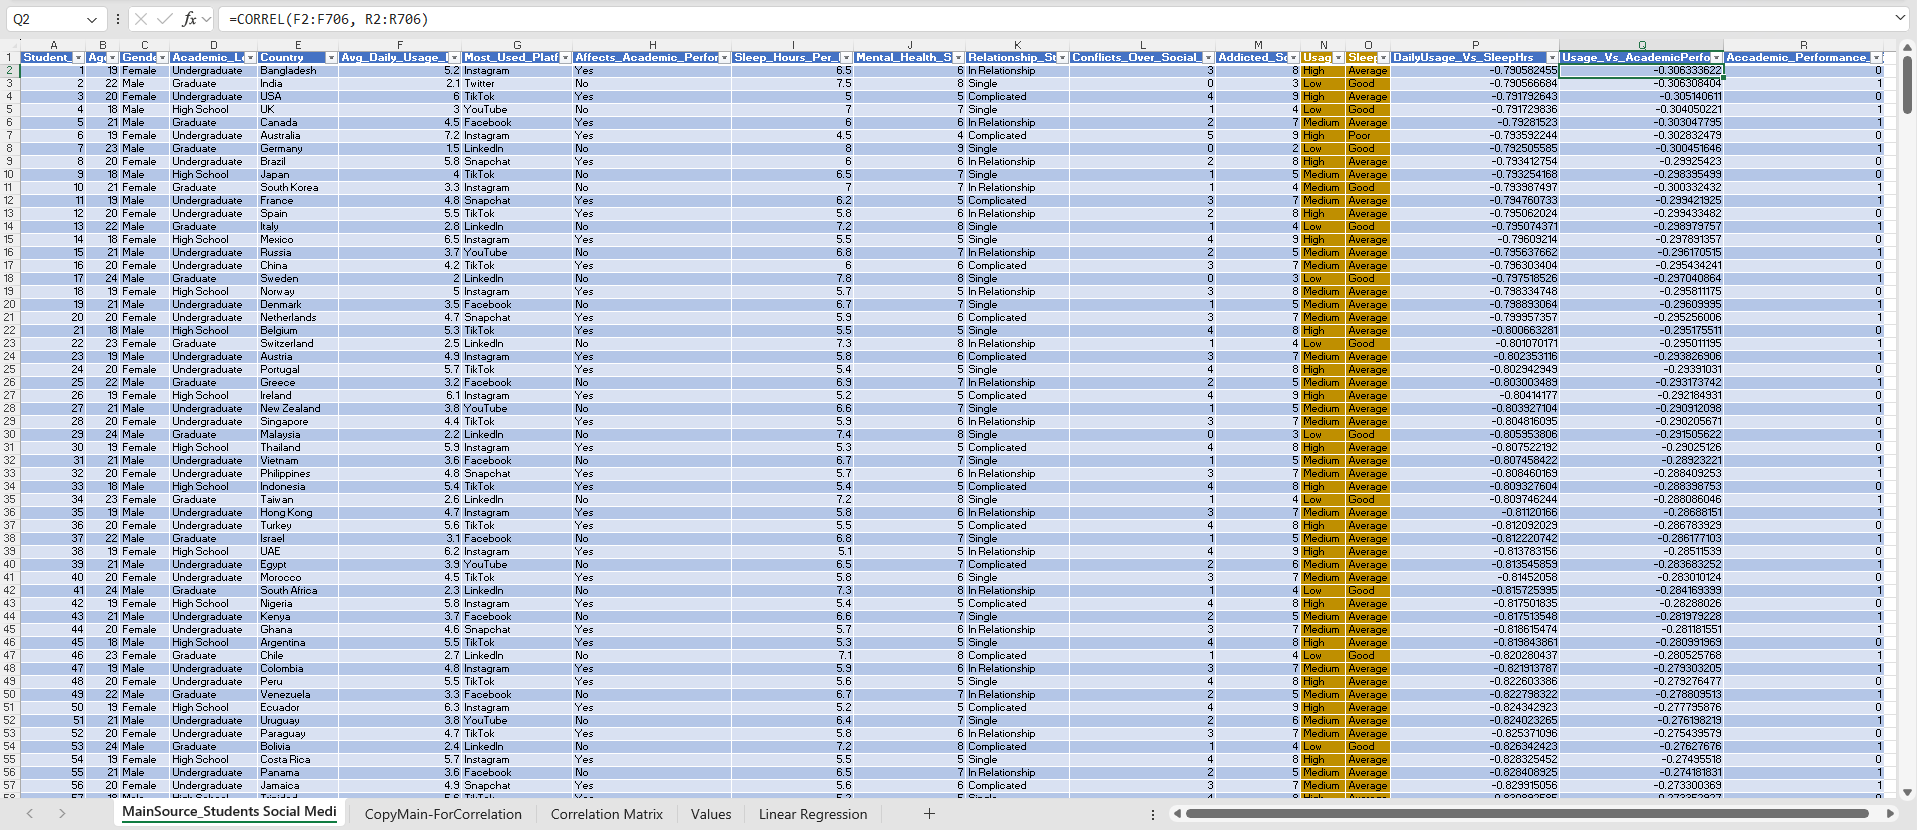 Q2 fx =CORREL(F2:F706, R2:R706)
A B C D E F G H I J K L M N O P Q R
1 Student_ Ag Gende Academic_L Country Avg_Daily_Usage_ Most_Used_Platf Affects_Academic_Perfor Sleep_Hours_Per_ Mental_Health_S Relationship_St Conflicts_Over_Social_ Addicted_Sc Usag Sleep DailyUsage_Vs_SleepHrs Usage_Vs_AcademicPerfo Accademic_Performance_
2 1 19 Female Undergraduate Bangladesh 5.2 Instagram Yes 6.5 6 In Relationship 3 8 High Average -0.790582455 -0.306333622 0
3 2 22 Male Graduate India 2.1 Twitter No 7.5 8 Single 0 3 Low Good -0.790566684 -0.306308404 1
4 3 20 Female Undergraduate USA 6 TikTok Yes 5 5 Complicated 4 9 High Average -0.791792643 -0.305140611 0
5 4 18 Male High School UK 3 YouTube No 7 7 Single 1 4 Low Good -0.791729836 -0.304050221 1
6 5 21 Male Graduate Canada 4.5 Facebook Yes 6 6 In Relationship 2 7 Medium Average -0.79281523 -0.303047795 1
7 6 19 Female Undergraduate Australia 7.2 Instagram Yes 4.5 4 Complicated 5 9 High Poor -0.793592244 -0.302832479 0
8 7 23 Male Graduate Germany 1.5 LinkedIn No 8 9 Single 0 2 Low Good -0.792505585 -0.300451646 1
9 8 20 Female Undergraduate Brazil 5.8 Snapchat Yes 6 6 In Relationship 2 8 High Average -0.793412754 -0.29925423 0
10 9 18 Male High School Japan 4 TikTok No 6.5 7 Single 1 5 Medium Average -0.793254168 -0.298395499 0
11 10 21 Female Graduate South Korea 3.3 Instagram No 7 7 In Relationship 1 4 Medium Good -0.793987497 -0.300332432 1
12 11 19 Male Undergraduate France 4.8 Snapchat Yes 6.2 5 Complicated 3 7 Medium Average -0.794760733 -0.299421925 1
13 12 20 Female Undergraduate Spain 5.5 TikTok Yes 5.8 6 In Relationship 2 8 High Average -0.795062024 -0.299433482 0
14 13 22 Male Graduate Italy 2.8 LinkedIn No 7.2 8 Single 1 4 Low Good -0.795074371 -0.298979757 1
15 14 18 Female High School Mexico 6.5 Instagram Yes 5.5 5 Single 4 9 High Average -0.79609214 -0.297891357 0
16 15 21 Male Undergraduate Russia 3.7 YouTube No 6.8 7 In Relationship 2 5 Medium Average -0.795637662 -0.296170515 1
17 16 20 Female Undergraduate China 4.2 TikTok Yes 6 6 Complicated 3 7 Medium Average -0.796303404 -0.295434241 0
18 17 24 Male Graduate Sweden 2 LinkedIn No 7.8 8 Single 0 3 Low Good -0.797518526 -0.297040864 1
19 18 19 Female High School Norway 5 Instagram Yes 5.7 5 In Relationship 3 8 Medium Average -0.798334748 -0.295811175 0
20 19 21 Male Undergraduate Denmark 3.5 Facebook No 6.7 7 Single 1 5 Medium Average -0.798893064 -0.29609995 1
21 20 20 Female Undergraduate Netherlands 4.7 Snapchat Yes 5.9 6 Complicated 3 7 Medium Average -0.799957357 -0.295256006 0
22 21 18 Male High School Belgium 5.3 TikTok Yes 5.5 5 Single 4 8 High Average -0.800663281 -0.295175511 0
23 22 23 Female Graduate Switzerland 2.5 LinkedIn No 7.3 8 In Relationship 1 4 Low Good -0.801070171 -0.295011195 1
24 23 19 Male Undergraduate Austria 4.9 Instagram Yes 5.8 6 Complicated 3 7 Medium Average -0.802353116 -0.293826906 1
25 24 20 Female Undergraduate Portugal 5.7 TikTok Yes 5.4 5 Single 4 8 High Average -0.802942949 -0.29391031 0
26 25 22 Male Graduate Greece 3.2 Facebook No 6.9 7 In Relationship 2 5 Medium Average -0.803003489 -0.293173742 1
27 26 19 Female High School Ireland 6.1 Instagram Yes 5.2 5 Complicated 4 9 High Average -0.80414177 -0.292184931 0
28 27 21 Male Undergraduate New Zealand 3.8 YouTube No 6.6 7 Single 1 5 Medium Average -0.803927104 -0.290912098 1
29 28 20 Female Undergraduate Singapore 4.4 TikTok Yes 5.9 6 In Relationship 3 7 Medium Average -0.804816095 -0.290205671 0
30 29 24 Male Graduate Malaysia 2.2 LinkedIn No 7.4 8 Single 0 3 Low Good -0.805953806 -0.291505622 1
31 30 19 Female High School Thailand 5.9 Instagram Yes 5.3 5 Complicated 4 8 High Average -0.807522192 -0.29025126 0
32 31 21 Male Undergraduate Vietnam 3.6 Facebook No 6.7 7 Single 1 5 Medium Average -0.807458422 -0.28923221 1
33 32 20 Female Undergraduate Philippines 4.8 Snapchat Yes 5.7 6 In Relationship 3 7 Medium Average -0.808460169 -0.288409253 0
34 33 18 Male High School Indonesia 5.4 TikTok Yes 5.4 5 Complicated 4 8 High Average -0.809327604 -0.288398753 0
35 34 23 Female Graduate Taiwan 2.6 LinkedIn No 7.2 8 Single 1 4 Low Good -0.809746244 -0.288086046 1
36 35 19 Male Undergraduate Hong Kong 4.7 Instagram Yes 5.8 6 In Relationship 3 7 Medium Average -0.81120166 -0.28688151 1
37 36 20 Female Undergraduate Turkey 5.6 TikTok Yes 5.5 5 Complicated 4 8 High Average -0.812092029 -0.286783929 0
38 37 22 Male Graduate Israel 3.1 Facebook No 6.8 7 Single 1 5 Medium Average -0.812220742 -0.286177103 1
39 38 19 Female High School UAE 6.2 Instagram Yes 5.1 5 In Relationship 4 9 High Average -0.813783156 -0.28511539 0
40 39 21 Male Undergraduate Egypt 3.9 YouTube No 6.5 7 Complicated 2 6 Medium Average -0.813545859 -0.283683252 1
41 40 20 Female Undergraduate Morocco 4.5 TikTok Yes 5.8 6 Single 3 7 Medium Average -0.81452058 -0.283010124 0
42 41 24 Male Graduate South Africa 2.3 LinkedIn No 7.3 8 In Relationship 1 4 Low Good -0.815725995 -0.284169399 1
43 42 19 Female High School Nigeria 5.8 Instagram Yes 5.4 5 Complicated 4 8 High Average -0.817501835 -0.28288026 0
44 43 21 Male Undergraduate Kenya 3.7 Facebook No 6.6 7 Single 2 5 Medium Average -0.817513548 -0.281979228 1
45 44 20 Female Undergraduate Ghana 4.6 Snapchat Yes 5.7 6 In Relationship 3 7 Medium Average -0.818615474 -0.281181551 0
46 45 18 Male High School Argentina 5.5 TikTok Yes 5.3 5 Single 4 8 High Average -0.819843861 -0.280991969 0
47 46 23 Female Graduate Chile 2.7 LinkedIn No 7.1 8 Complicated 1 4 Low Good -0.820280437 -0.280525768 1
48 47 19 Male Undergraduate Colombia 4.8 Instagram Yes 5.9 6 In Relationship 3 7 Medium Average -0.821913787 -0.279303205 1
49 48 20 Female Undergraduate Peru 5.5 TikTok Yes 5.6 5 Single 4 8 High Average -0.822603386 -0.279276477 0
50 49 22 Male Graduate Venezuela 3.3 Facebook No 6.7 7 In Relationship 2 5 Medium Average -0.822798322 -0.278809513 1
51 50 19 Female High School Ecuador 6.3 Instagram Yes 5.2 5 Complicated 4 9 High Average -0.824342923 -0.277795876 0
52 51 21 Male Undergraduate Uruguay 3.8 YouTube No 6.4 7 Single 2 6 Medium Average -0.824023265 -0.276198219 1
53 52 20 Female Undergraduate Paraguay 4.7 TikTok Yes 5.8 6 In Relationship 3 7 Medium Average -0.825371096 -0.275439579 0
54 53 24 Male Graduate Bolivia 2.4 LinkedIn No 7.2 8 Complicated 1 4 Low Good -0.826342423 -0.27627676 1
55 54 19 Female High School Costa Rica 5.7 Instagram Yes 5.5 5 Single 4 8 High Average -0.828325452 -0.27495518 0
56 55 21 Male Undergraduate Panama 3.6 Facebook No 6.5 7 In Relationship 2 5 Medium Average -0.828408925 -0.274181831 1
57 56 20 Female Undergraduate Jamaica 4.9 Snapchat Yes 5.6 6 Complicated 3 7 Medium Average -0.829915056 -0.273300369 1
MainSource_Students Social Medi CopyMain-ForCorrelation Correlation Matrix Values Linear Regression